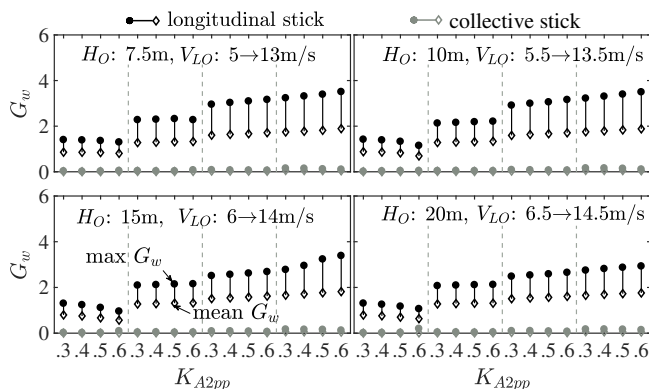 longitudinal stick collective stick
6
4
2
0
G_w
H_O: 7.5m, V_LO: 5→13m/s
H_O: 10m, V_LO: 5.5→13.5m/s
6
4
2
0
G_w
H_O: 15m, V_LO: 6→14m/s
max G_w
mean G_w
H_O: 20m, V_LO: 6.5→14.5m/s
.3 .4 .5 .6 .3 .4 .5 .6 .3 .4 .5 .6 .3 .4 .5 .6 .3 .4 .5 .6 .3 .4 .5 .6 .3 .4 .5 .6 .3 .4 .5 .6
K_A2pp K_A2pp